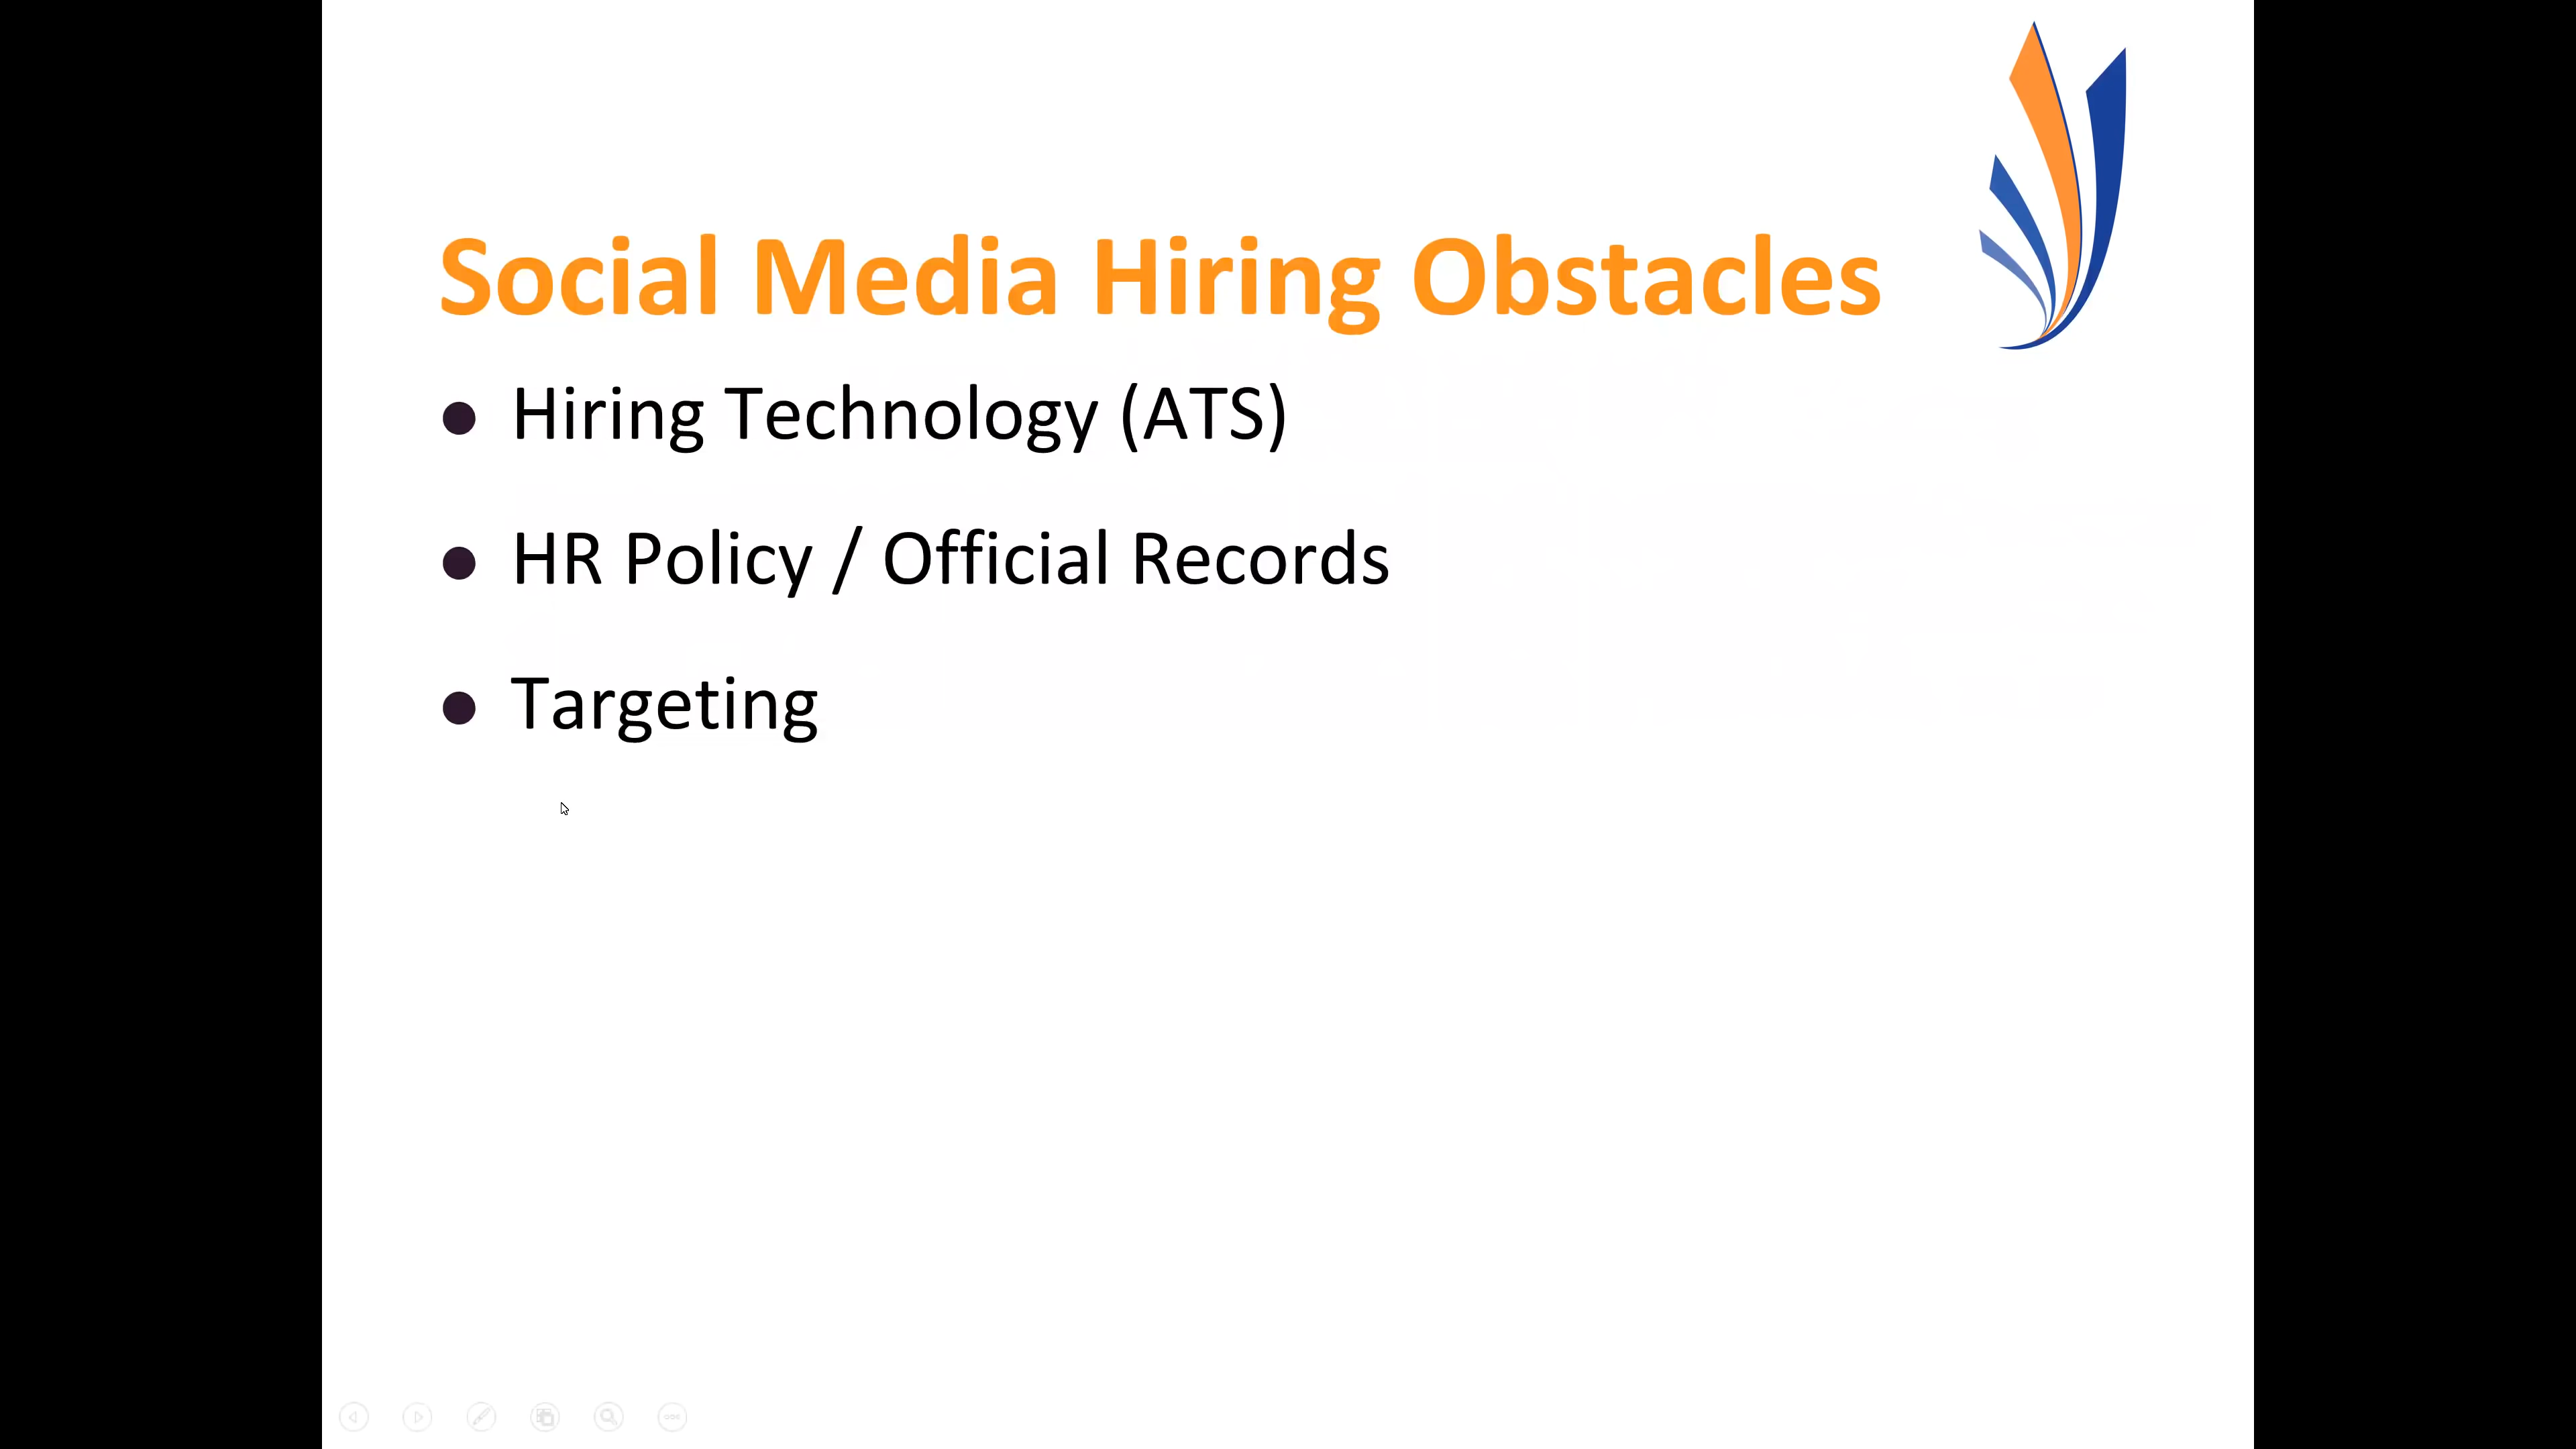 Social Media Hiring Obstacles
Hiring Technology (ATS)
HR Policy / Official Records
Targeting